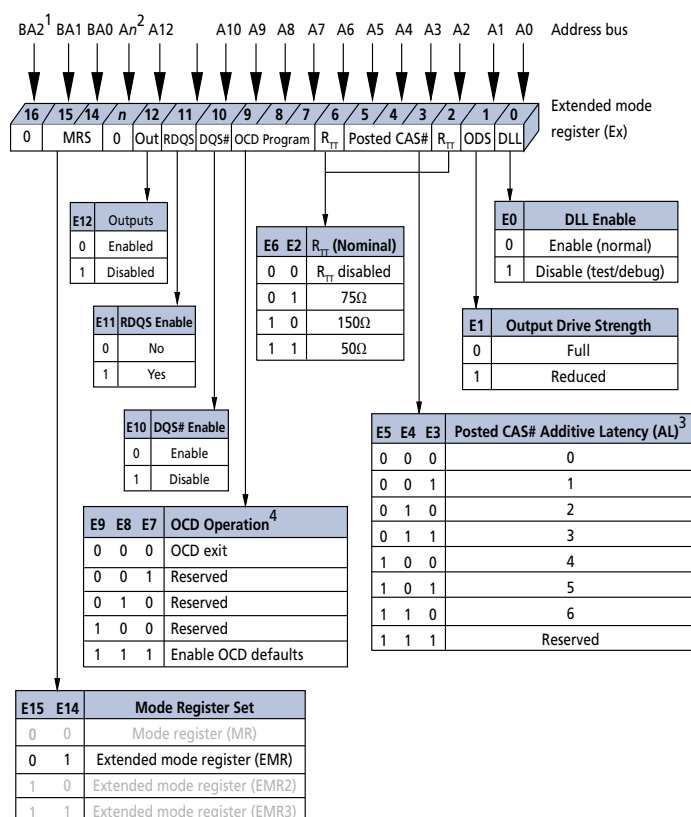 BA2¹ BA1 BA0 An² A12 A10 A9 A8 A7 A6 A5 A4 A3 A2 A1 A0 Address bus
16 15 14 n 12 11 10 9 8 7 6 5 4 3 2 1 0 Extended mode
0 MRS 0 Out RDQS DQS# OCD Program RTT Posted CAS# RTT ODS DLL register (Ex)
E12 Outputs
0 Enabled
1 Disabled
E11 RDQS Enable
0 No
1 Yes
E10 DQS# Enable
0 Enable
1 Disable
E6 E2 RTT (Nominal)
0 0 RTT disabled
0 1 75Ω
1 0 150Ω
1 1 50Ω
E0 DLL Enable
0 Enable (normal)
1 Disable (test/debug)
E1 Output Drive Strength
0 Full
1 Reduced
E5 E4 E3 Posted CAS# Additive Latency (AL)³
0 0 0 0
0 0 1 1
0 1 0 2
0 1 1 3
1 0 0 4
1 0 1 5
1 1 0 6
1 1 1 Reserved
E9 E8 E7 OCD Operation⁴
0 0 0 OCD exit
0 0 1 Reserved
0 1 0 Reserved
1 0 0 Reserved
1 1 1 Enable OCD defaults
E15 E14 Mode Register Set
0 0 Mode register (MR)
0 1 Extended mode register (EMR)
1 0 Extended mode register (EMR2)
1 1 Extended mode register (EMR3)